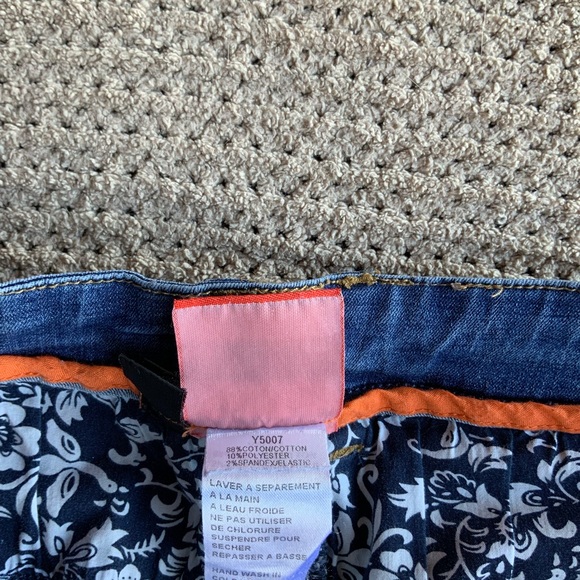 Y5007
88%COTON/COTTON
10%POLYESTER
2%SPANDEX/ELASTIC
LAVER A SEPAREMENT
A LA MAIN
A LEAU FROIDE
NE PAS UTILISER
DE CHLORURE
SUSPENDRE POUR
SECHER
REPASSER A BASSE
HAND WASH IN